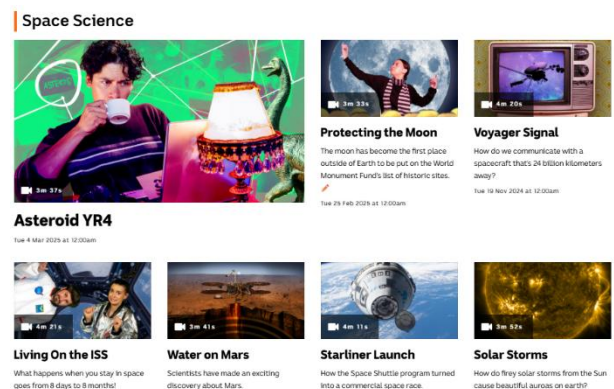 Space Science
3m 37s
Asteroid YR4
Tue 4 Mar 2025 at 12:00am
3m 33s
Protecting the Moon
The moon has become the first place
outside of Earth to be put on the World
Monument Fund's list of historic sites.
Tue 25 Feb 2025 at 12:00am
4m 20s
Voyager Signal
How do we communicate with a
spacecraft that's 24 billion kilometers
away?
Tue 19 Nov 2024 at 12:00am
4m 21s
Living On the ISS
What happens when you stay in space
goes from 8 days to 8 months!
3m 41s
Water on Mars
Scientists have made an exciting
discovery about Mars.
4m 11s
Starliner Launch
How the Space Shuttle program turned
into a commercial space race.
3m 52s
Solar Storms
How do firey solar storms from the Sun
cause beautiful auroas on earth?